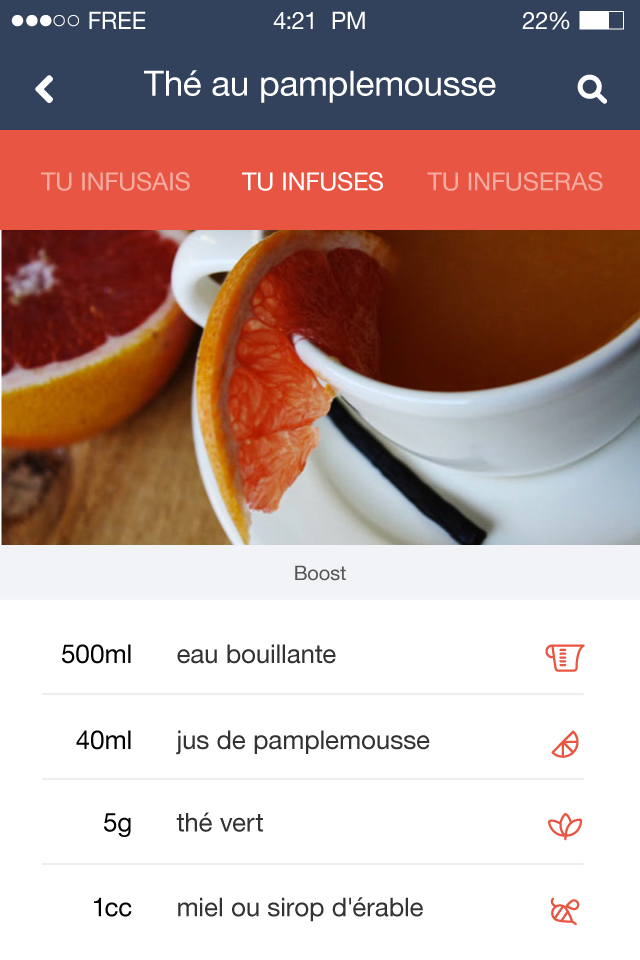 FREE 4:21 PM 22%
Thé au pamplemousse
TU INFUSAIS TU INFUSES TU INFUSERAS
Boost
500ml eau bouillante
40ml jus de pamplemousse
5g thé vert
1cc miel ou sirop d'érable